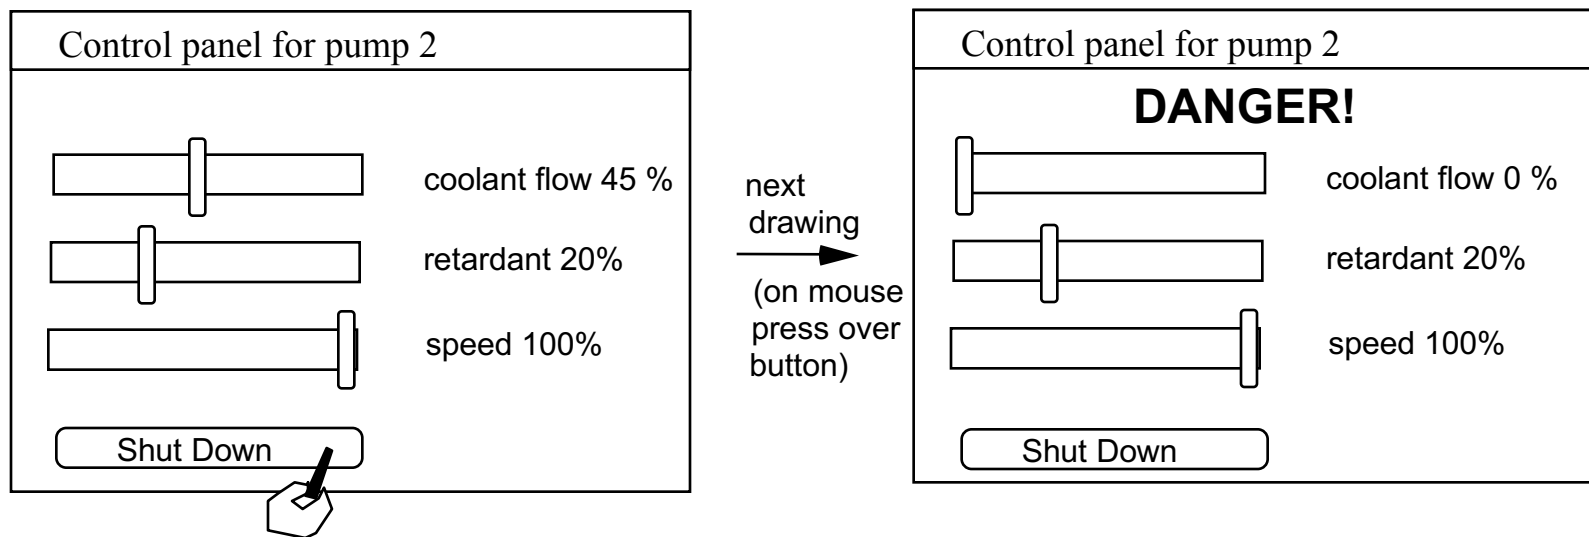 Control panel for pump 2
coolant flow 45 %
retardant 20%
speed 100%
Shut Down
next
drawing
(on mouse
press over
button)
Control panel for pump 2
DANGER!
coolant flow 0 %
retardant 20%
speed 100%
Shut Down